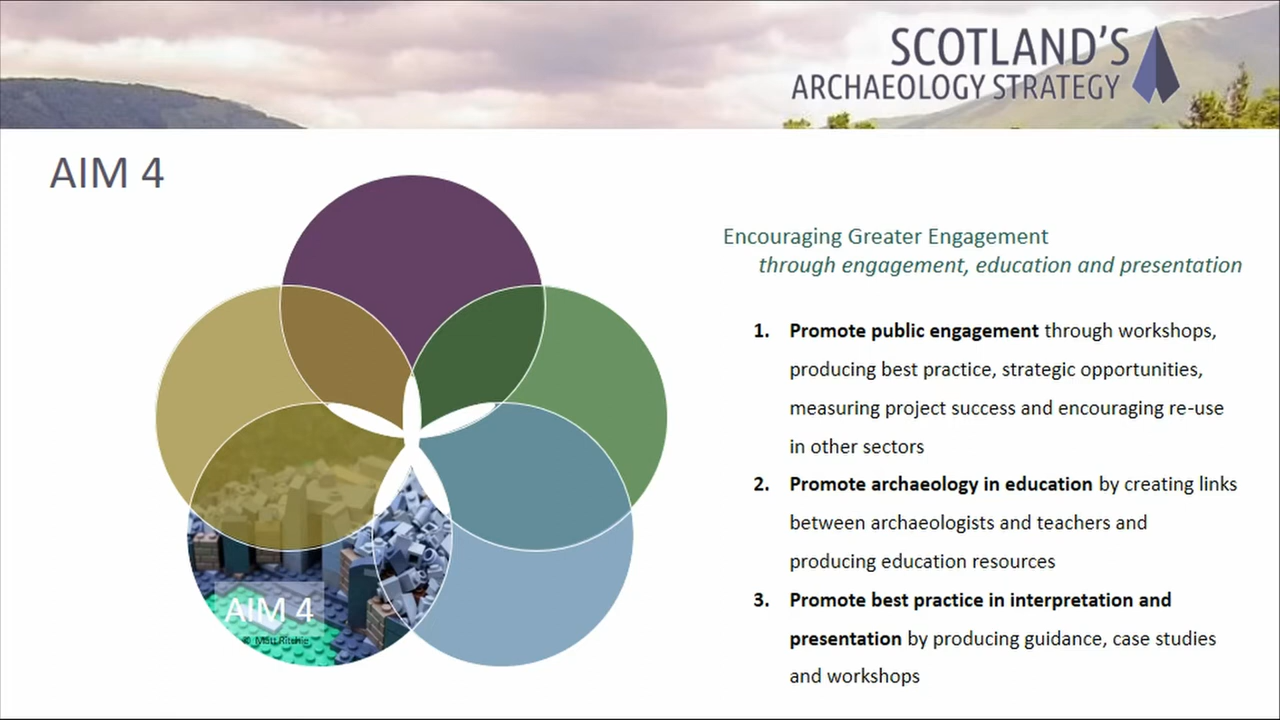 SCOTLAND'S
ARCHAEOLOGY STRATEGY
AIM 4
Encouraging Greater Engagement
through engagement, education and presentation
1. Promote public engagement through workshops,
producing best practice, strategic opportunities,
measuring project success and encouraging re-use
in other sectors
2. Promote archaeology in education by creating links
between archaeologists and teachers and
producing education resources
3. Promote best practice in interpretation and
presentation by producing guidance, case studies
and workshops
AIM 4
© Matt Ritchie